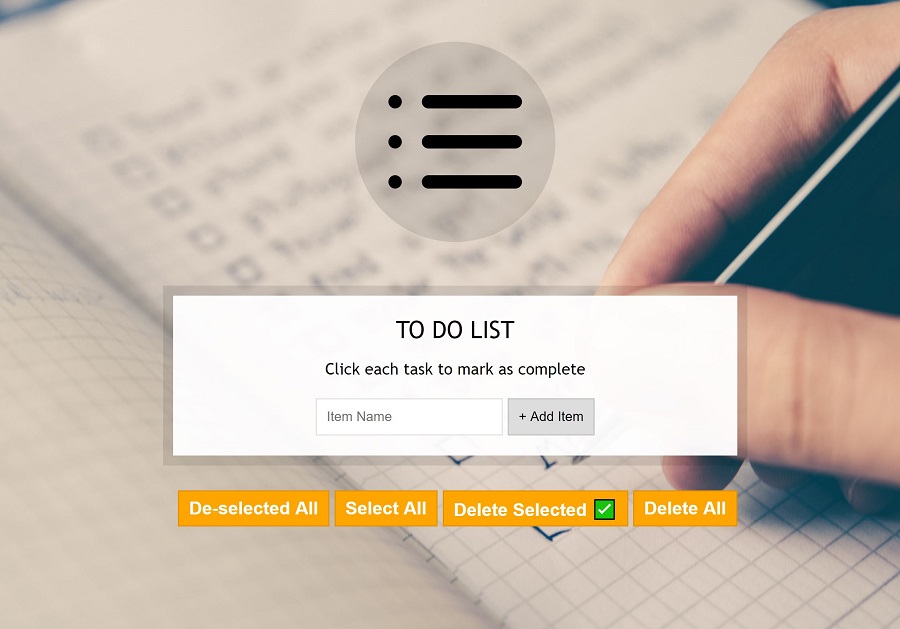 TO DO LIST
Click each task to mark as complete
Item Name
+ Add Item
De-selected All
Select All
Delete Selected
Delete All